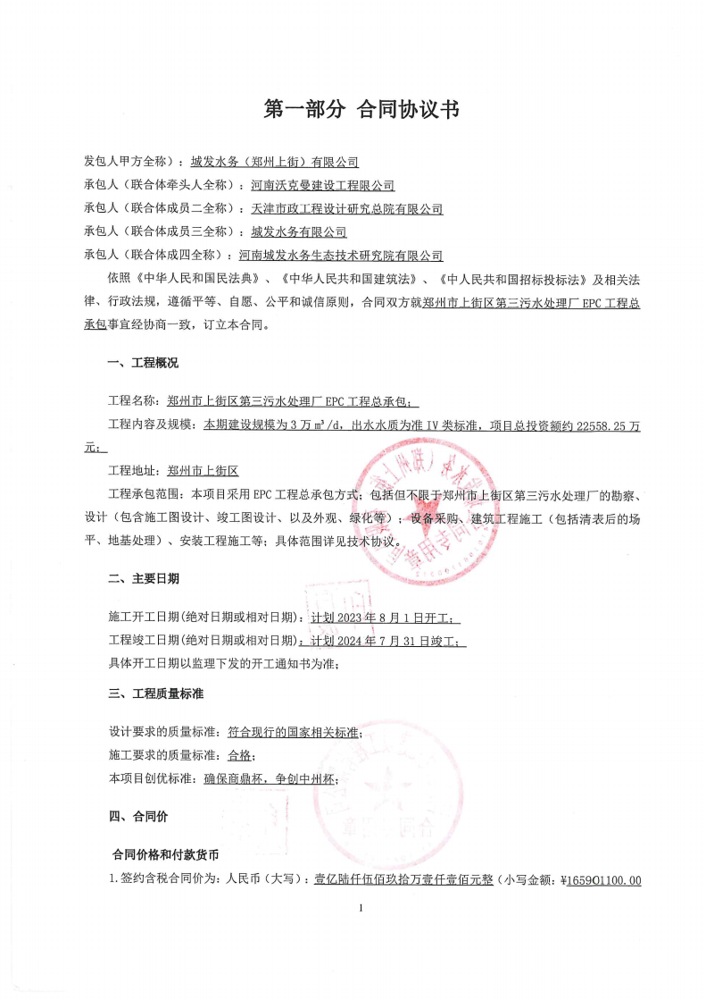 第一部分 合同协议书
发包人甲方全称）：城发水务（郑州上街）有限公司
承包人（联合体牵头人全称）：河南沃克曼建设工程限公司
承包人（联合体成员二全称）：天津市政工程设计研究总院有限公司
承包人（联合体成员三全称）：城发水务有限公司
承包人（联合体成四全称）：河南城发水务生态技术研究院有限公司
依照《中华人民和国民法典》、《中华人民共和国建筑法》、《中人民共和国招标投标法》及相关法
律、行政法规，遵循平等、自愿、公平和诚信原则，合同双方就郑州市上街区第三污水处理厂 EPC 工程总
承包事宜经协商一致，订立本合同。
一、工程概况
工程名称：郑州市上街区第三污水处理厂 EPC 工程总承包；
工程内容及规模：本期建设规模为 3 万 m³/d，出水水质为准 IV 类标准，项目总投资额约 22558.25 万
元；
工程地址：郑州市上街区
工程承包范围：本项目采用 EPC 工程总承包方式；包括但不限于郑州市上街区第三污水处理厂的勘察、
设计（包含施工图设计、竣工图设计、以及外观、绿化等）；设备采购、建筑工程施工（包括清表后的场
平、地基处理）、安装工程施工等；具体范围详见技术协议。
二、主要日期
施工开工日期(绝对日期或相对日期)：计划 2023 年 8 月 1 日开工；
工程竣工日期(绝对日期或相对日期)：计划 2024 年 7 月 31 日竣工；
具体开工日期以监理下发的开工通知书为准；
三、工程质量标准
设计要求的质量标准：符合现行的国家相关标准；
施工要求的质量标准：合格；
本项目创优标准：确保商鼎杯，争创中州杯；
四、合同价
合同价格和付款货币
1.签约含税合同价为：人民币（大写）：壹亿陆仟伍佰玖拾万壹仟壹佰元整（小写金额：¥165901100.00
1